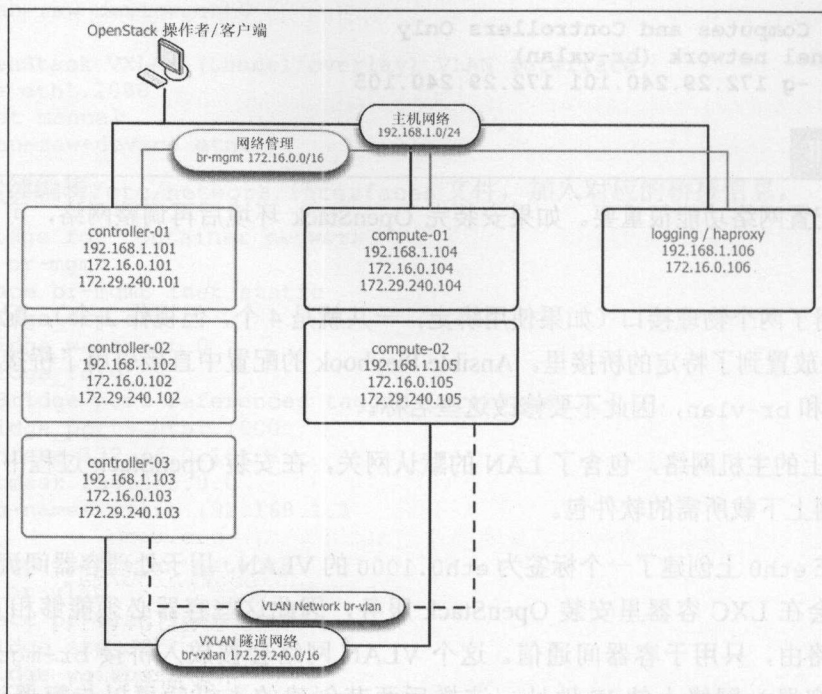 OpenStack 操作者/客户端
主机网络
192.168.1.0/24
网络管理
br-mgmt 172.16.0.0/16
controller-01
192.168.1.101
172.16.0.101
172.29.240.101
compute-01
192.168.1.104
172.16.0.104
172.29.240.104
logging / haproxy
192.168.1.106
172.16.0.106
controller-02
192.168.1.102
172.16.0.102
172.29.240.102
compute-02
192.168.1.105
172.16.0.105
172.29.240.105
controller-03
192.168.1.103
172.16.0.103
172.29.240.103
VLAN Network br-vlan
VXLAN 隧道网络
br-vxlan 172.29.240.0/16